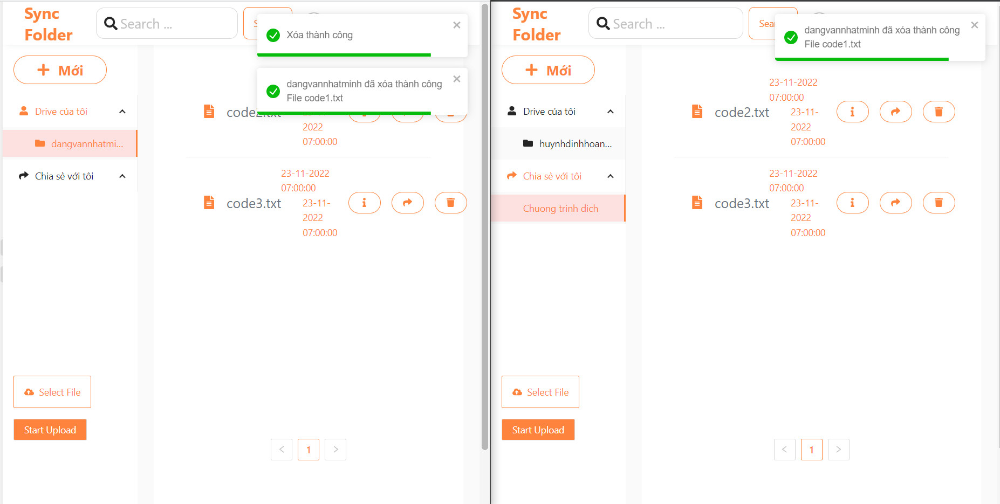 Sync
Folder
Search ...
Xóa thành công
dangvannhatminh đã xóa thành công
File code1.txt
Mới
Drive của tôi
dangvannhatmi...
Chia sẻ với tôi
2022
07:00:00
23-11-2022
07:00:00
code3.txt
23-11-
2022
07:00:00
Select File
Start Upload
<
1
>
Sync
Folder
Search ...
dangvannhatminh đã xóa thành công
File code1.txt
Mới
Drive của tôi
huynhdinhhoan...
Chia sẻ với tôi
Chuong trinh dich
23-11-2022
07:00:00
code2.txt
23-11-
2022
07:00:00
23-11-2022
07:00:00
code3.txt
23-11-
2022
07:00:00
Select File
Start Upload
<
1
>